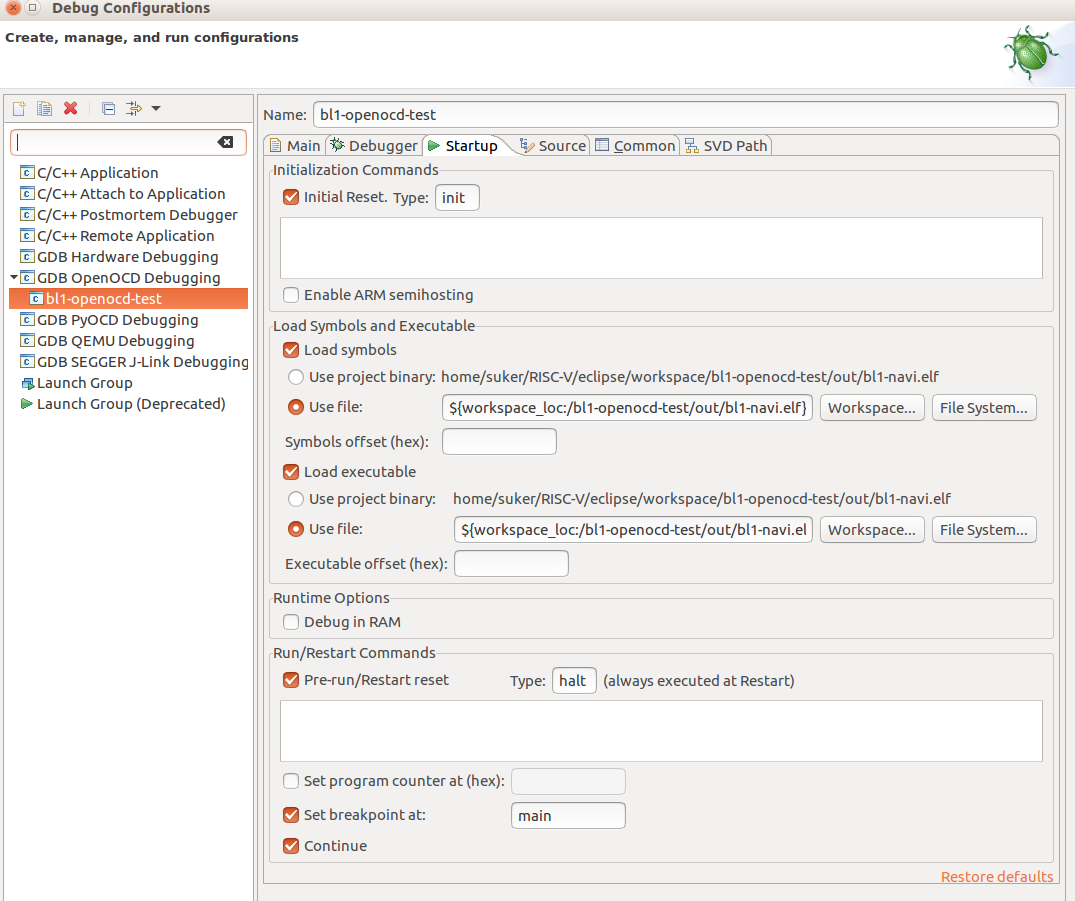 Debug Configurations
Create, manage, and run configurations
C/C++ Application
C/C++ Attach to Application
C/C++ Postmortem Debugger
C/C++ Remote Application
GDB Hardware Debugging
GDB OpenOCD Debugging
bl1-openocd-test
GDB PyOCD Debugging
GDB QEMU Debugging
GDB SEGGER J-Link Debugging
Launch Group
Launch Group (Deprecated)
Name: bl1-openocd-test
Main Debugger Startup Source Common SVD Path
Initialization Commands
Initial Reset. Type: init
Enable ARM semihosting
Load Symbols and Executable
Load symbols
Use project binary: home/suker/RISC-V/eclipse/workspace/bl1-openocd-test/out/bl1-navi.elf
Use file: ${workspace_loc:/bl1-openocd-test/out/bl1-navi.elf} Workspace... File System...
Symbols offset (hex):
Load executable
Use project binary: home/suker/RISC-V/eclipse/workspace/bl1-openocd-test/out/bl1-navi.elf
Use file: ${workspace_loc:/bl1-openocd-test/out/bl1-navi.el Workspace... File System...
Executable offset (hex):
Runtime Options
Debug in RAM
Run/Restart Commands
Pre-run/Restart reset Type: halt (always executed at Restart)
Set program counter at (hex):
Set breakpoint at: main
Continue
Restore defaults